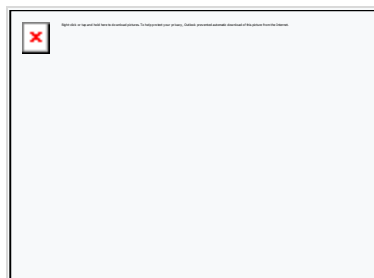 Right-click or tap and hold here to download pictures. To help protect your privacy, Outlook prevented automatic download of this picture from the Internet.